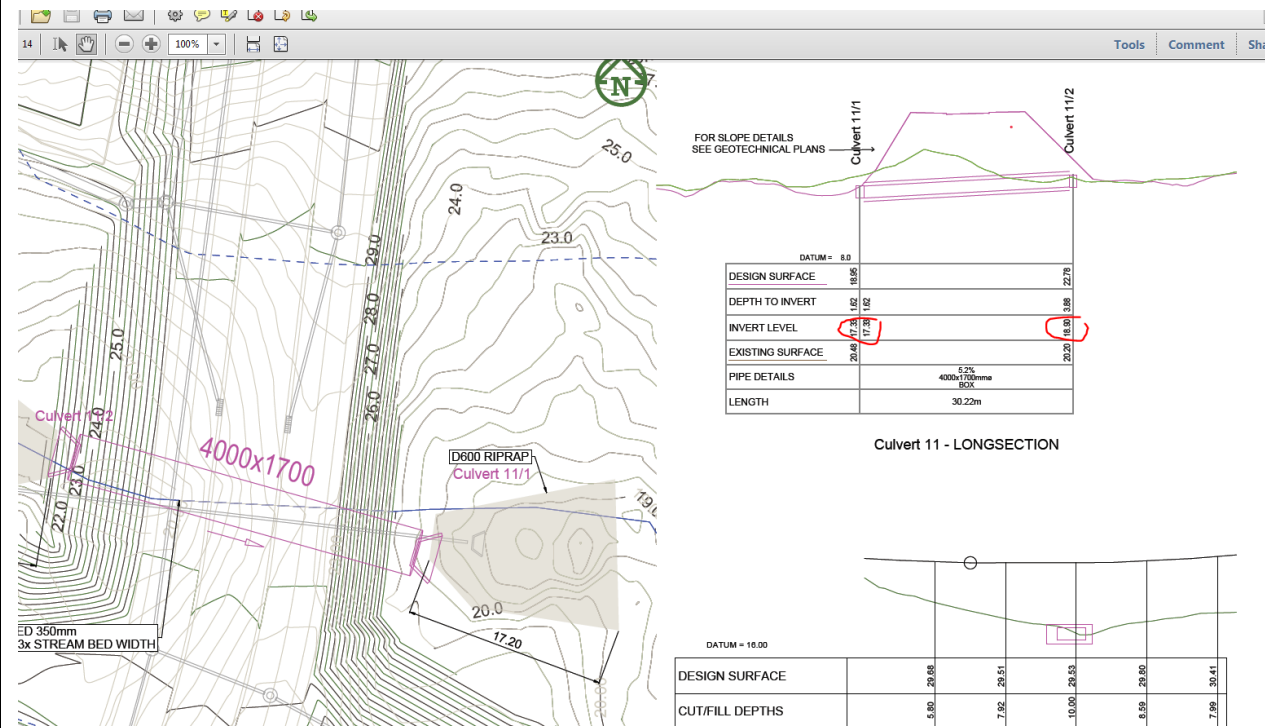 14
100%
Tools
Comment
N
25.0
24.0
23.0
29.0
28.0
27.0
26.0
25.0
Culvert 11/2
24.0
23.0
22.0
4000x1700
D600 RIPRAP
Culvert 11/1
20.0
17.20
ED 350mm
3x STREAM BED WIDTH
FOR SLOPE DETAILS
SEE GEOTECHNICAL PLANS
Culvert 11/1
Culvert 11/2
DATUM = 8.0
DESIGN SURFACE 18.95 22.78
DEPTH TO INVERT 1.62 1.62 3.88
INVERT LEVEL 17.33 17.33 18.90
EXISTING SURFACE 20.48 20.20
PIPE DETAILS
5.2%
4000x1700mmø
BOX
LENGTH 30.22m
Culvert 11 - LONGSECTION
DATUM = 16.00
DESIGN SURFACE 29.68 29.51 29.53 29.80 30.41
CUT/FILL DEPTHS 5.80 7.92 10.00 8.59 7.99